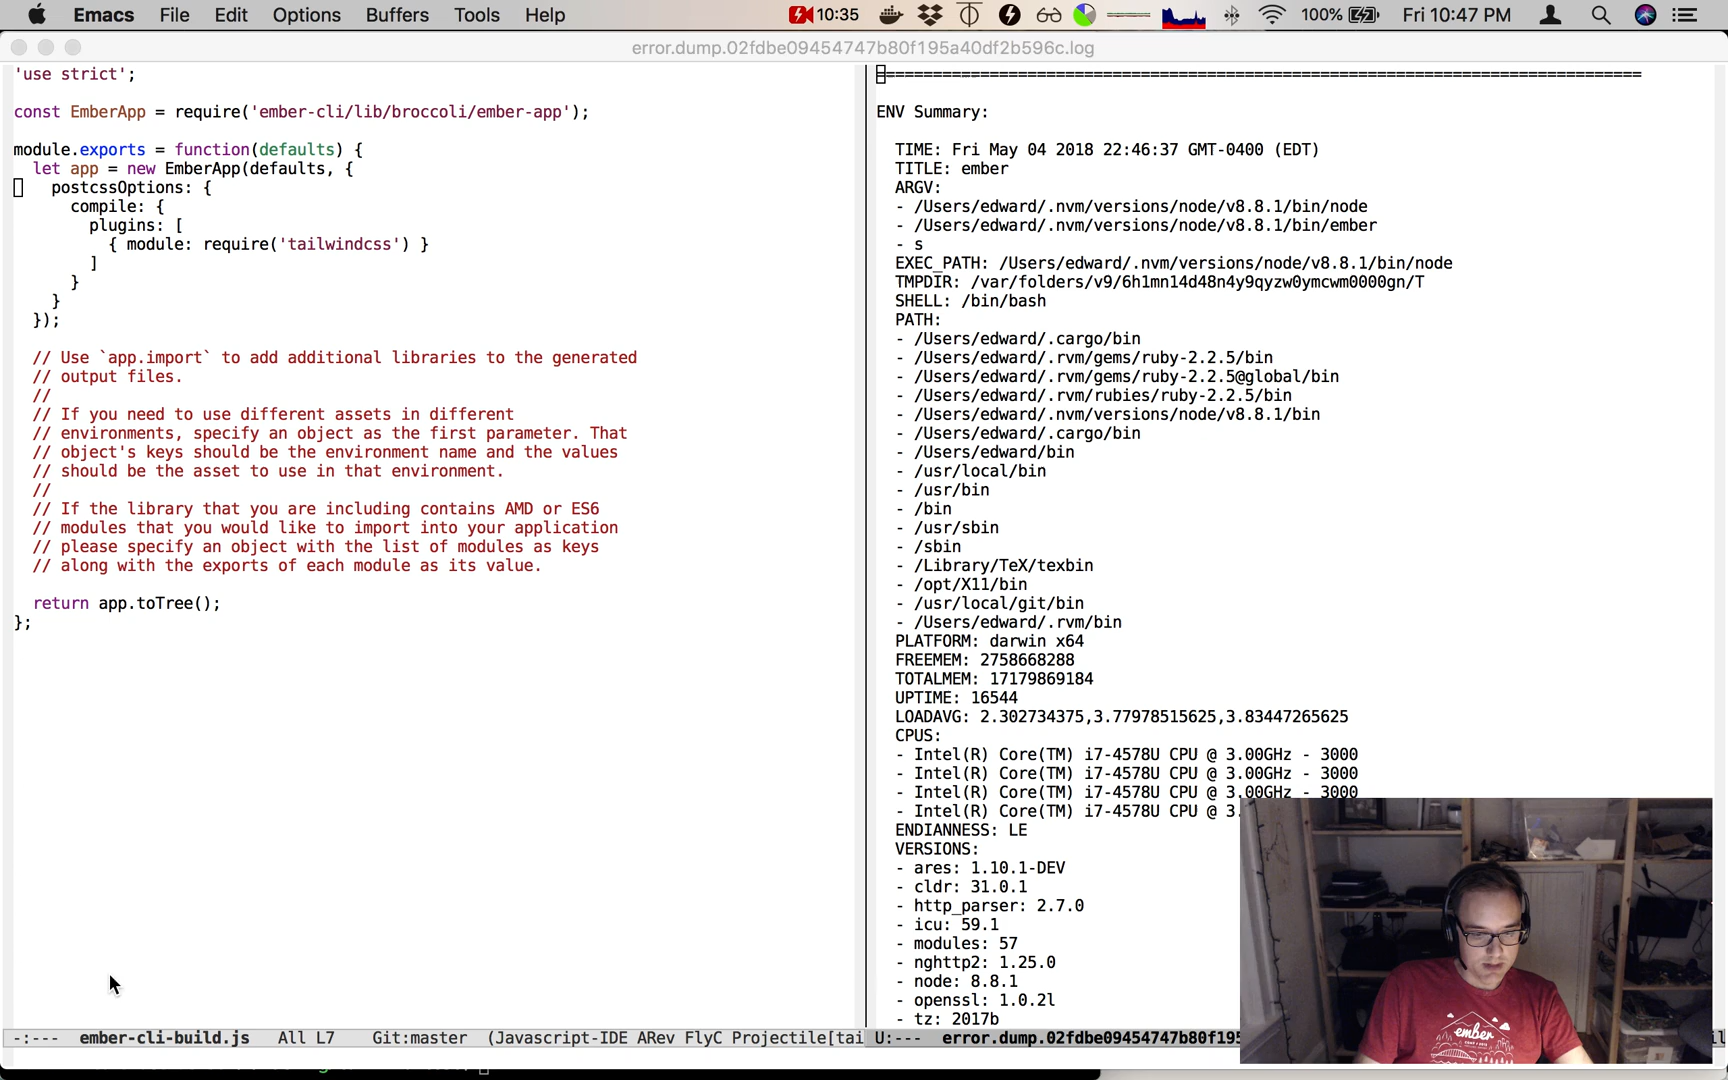 Emacs File Edit Options Buffers Tools Help
10:35 100% Fri 10:47 PM
error.dump.02fdbe09454747b80f195a40df2b596c.log
'use strict';
const EmberApp = require('ember-cli/lib/broccoli/ember-app');
module.exports = function(defaults) {
let app = new EmberApp(defaults, {
postcssOptions: {
compile: {
plugins: [
{ module: require('tailwindcss') }
]
}
}
});
// Use `app.import` to add additional libraries to the generated
// output files.
//
// If you need to use different assets in different
// environments, specify an object as the first parameter. That
// object's keys should be the environment name and the values
// should be the asset to use in that environment.
//
// If the library that you are including contains AMD or ES6
// modules that you would like to import into your application
// please specify an object with the list of modules as keys
// along with the exports of each module as its value.
return app.toTree();
};
-:--- ember-cli-build.js All L7 Git:master (Javascript-IDE ARev FlyC Projectile[tai
=================================================================================
ENV Summary:
TIME: Fri May 04 2018 22:46:37 GMT-0400 (EDT)
TITLE: ember
ARGV:
- /Users/edward/.nvm/versions/node/v8.8.1/bin/node
- /Users/edward/.nvm/versions/node/v8.8.1/bin/ember
- s
EXEC_PATH: /Users/edward/.nvm/versions/node/v8.8.1/bin/node
TMPDIR: /var/folders/v9/6h1mn14d48n4y9qyzw0ymcwm0000gn/T
SHELL: /bin/bash
PATH:
- /Users/edward/.cargo/bin
- /Users/edward/.rvm/gems/ruby-2.2.5/bin
- /Users/edward/.rvm/gems/ruby-2.2.5@global/bin
- /Users/edward/.rvm/rubies/ruby-2.2.5/bin
- /Users/edward/.nvm/versions/node/v8.8.1/bin
- /Users/edward/.cargo/bin
- /Users/edward/bin
- /usr/local/bin
- /usr/bin
- /bin
- /usr/sbin
- /sbin
- /Library/TeX/texbin
- /opt/X11/bin
- /usr/local/git/bin
- /Users/edward/.rvm/bin
PLATFORM: darwin x64
FREEMEM: 2758668288
TOTALMEM: 17179869184
UPTIME: 16544
LOADAVG: 2.302734375,3.77978515625,3.83447265625
CPUS:
- Intel(R) Core(TM) i7-4578U CPU @ 3.00GHz - 3000
- Intel(R) Core(TM) i7-4578U CPU @ 3.00GHz - 3000
- Intel(R) Core(TM) i7-4578U CPU @ 3.00GHz - 3000
- Intel(R) Core(TM) i7-4578U CPU @ 3.
ENDIANNESS: LE
VERSIONS:
- ares: 1.10.1-DEV
- cldr: 31.0.1
- http_parser: 2.7.0
- icu: 59.1
- modules: 57
- nghttp2: 1.25.0
- node: 8.8.1
- openssl: 1.0.2l
- tz: 2017b
U:--- error.dump.02fdbe09454747b80f195
ember